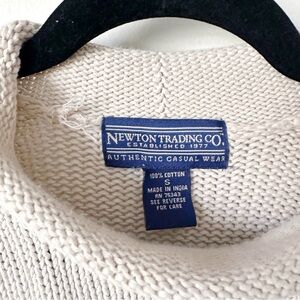 NEWTON TRADING CO.
ESTABLISHED 1977
AUTHENTIC CASUAL WEAR
100% COTTON
S
MADE IN INDIA
RN 75343
SEE REVERSE
FOR CARE